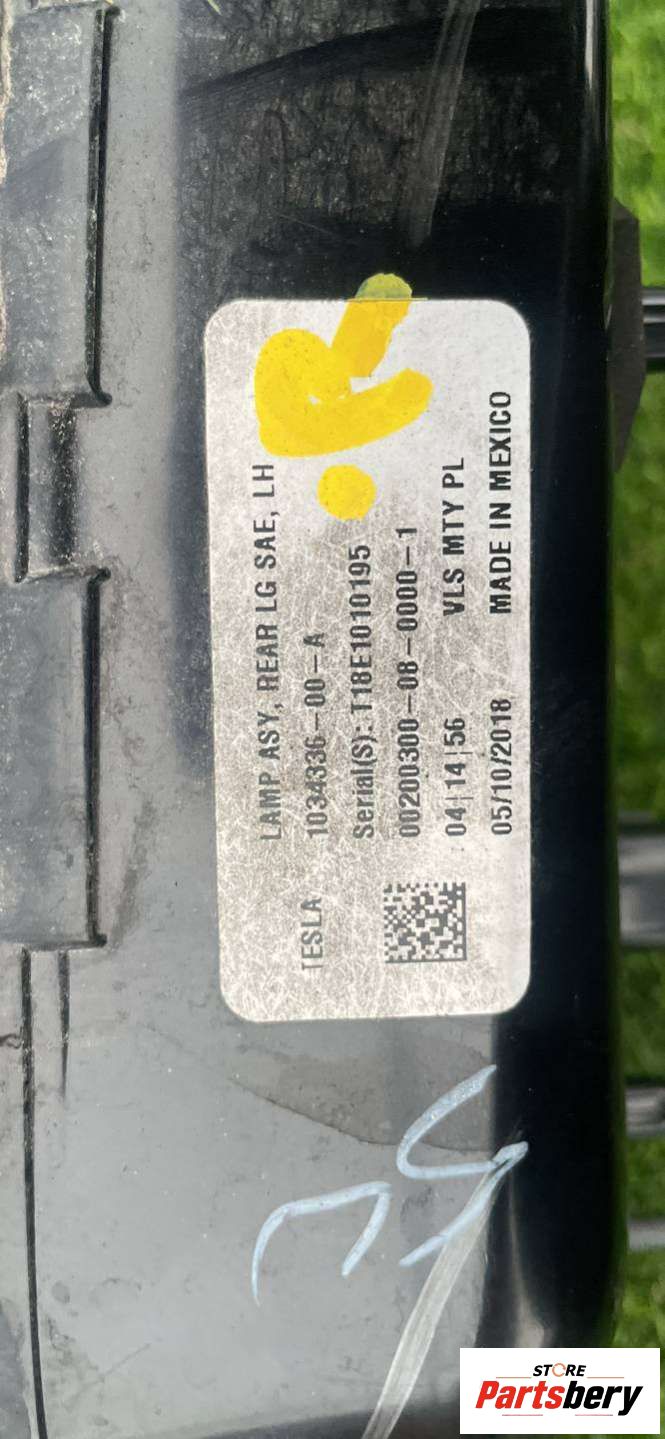 LAMP ASY, REAR LG SAE, LH
TESLA 1034336-00-A
Serial(S): T18E1010195
00200300-08-0000-1
04|14|56 VLS MTY PL
05/10/2018 MADE IN MEXICO
STORE
Partsbery